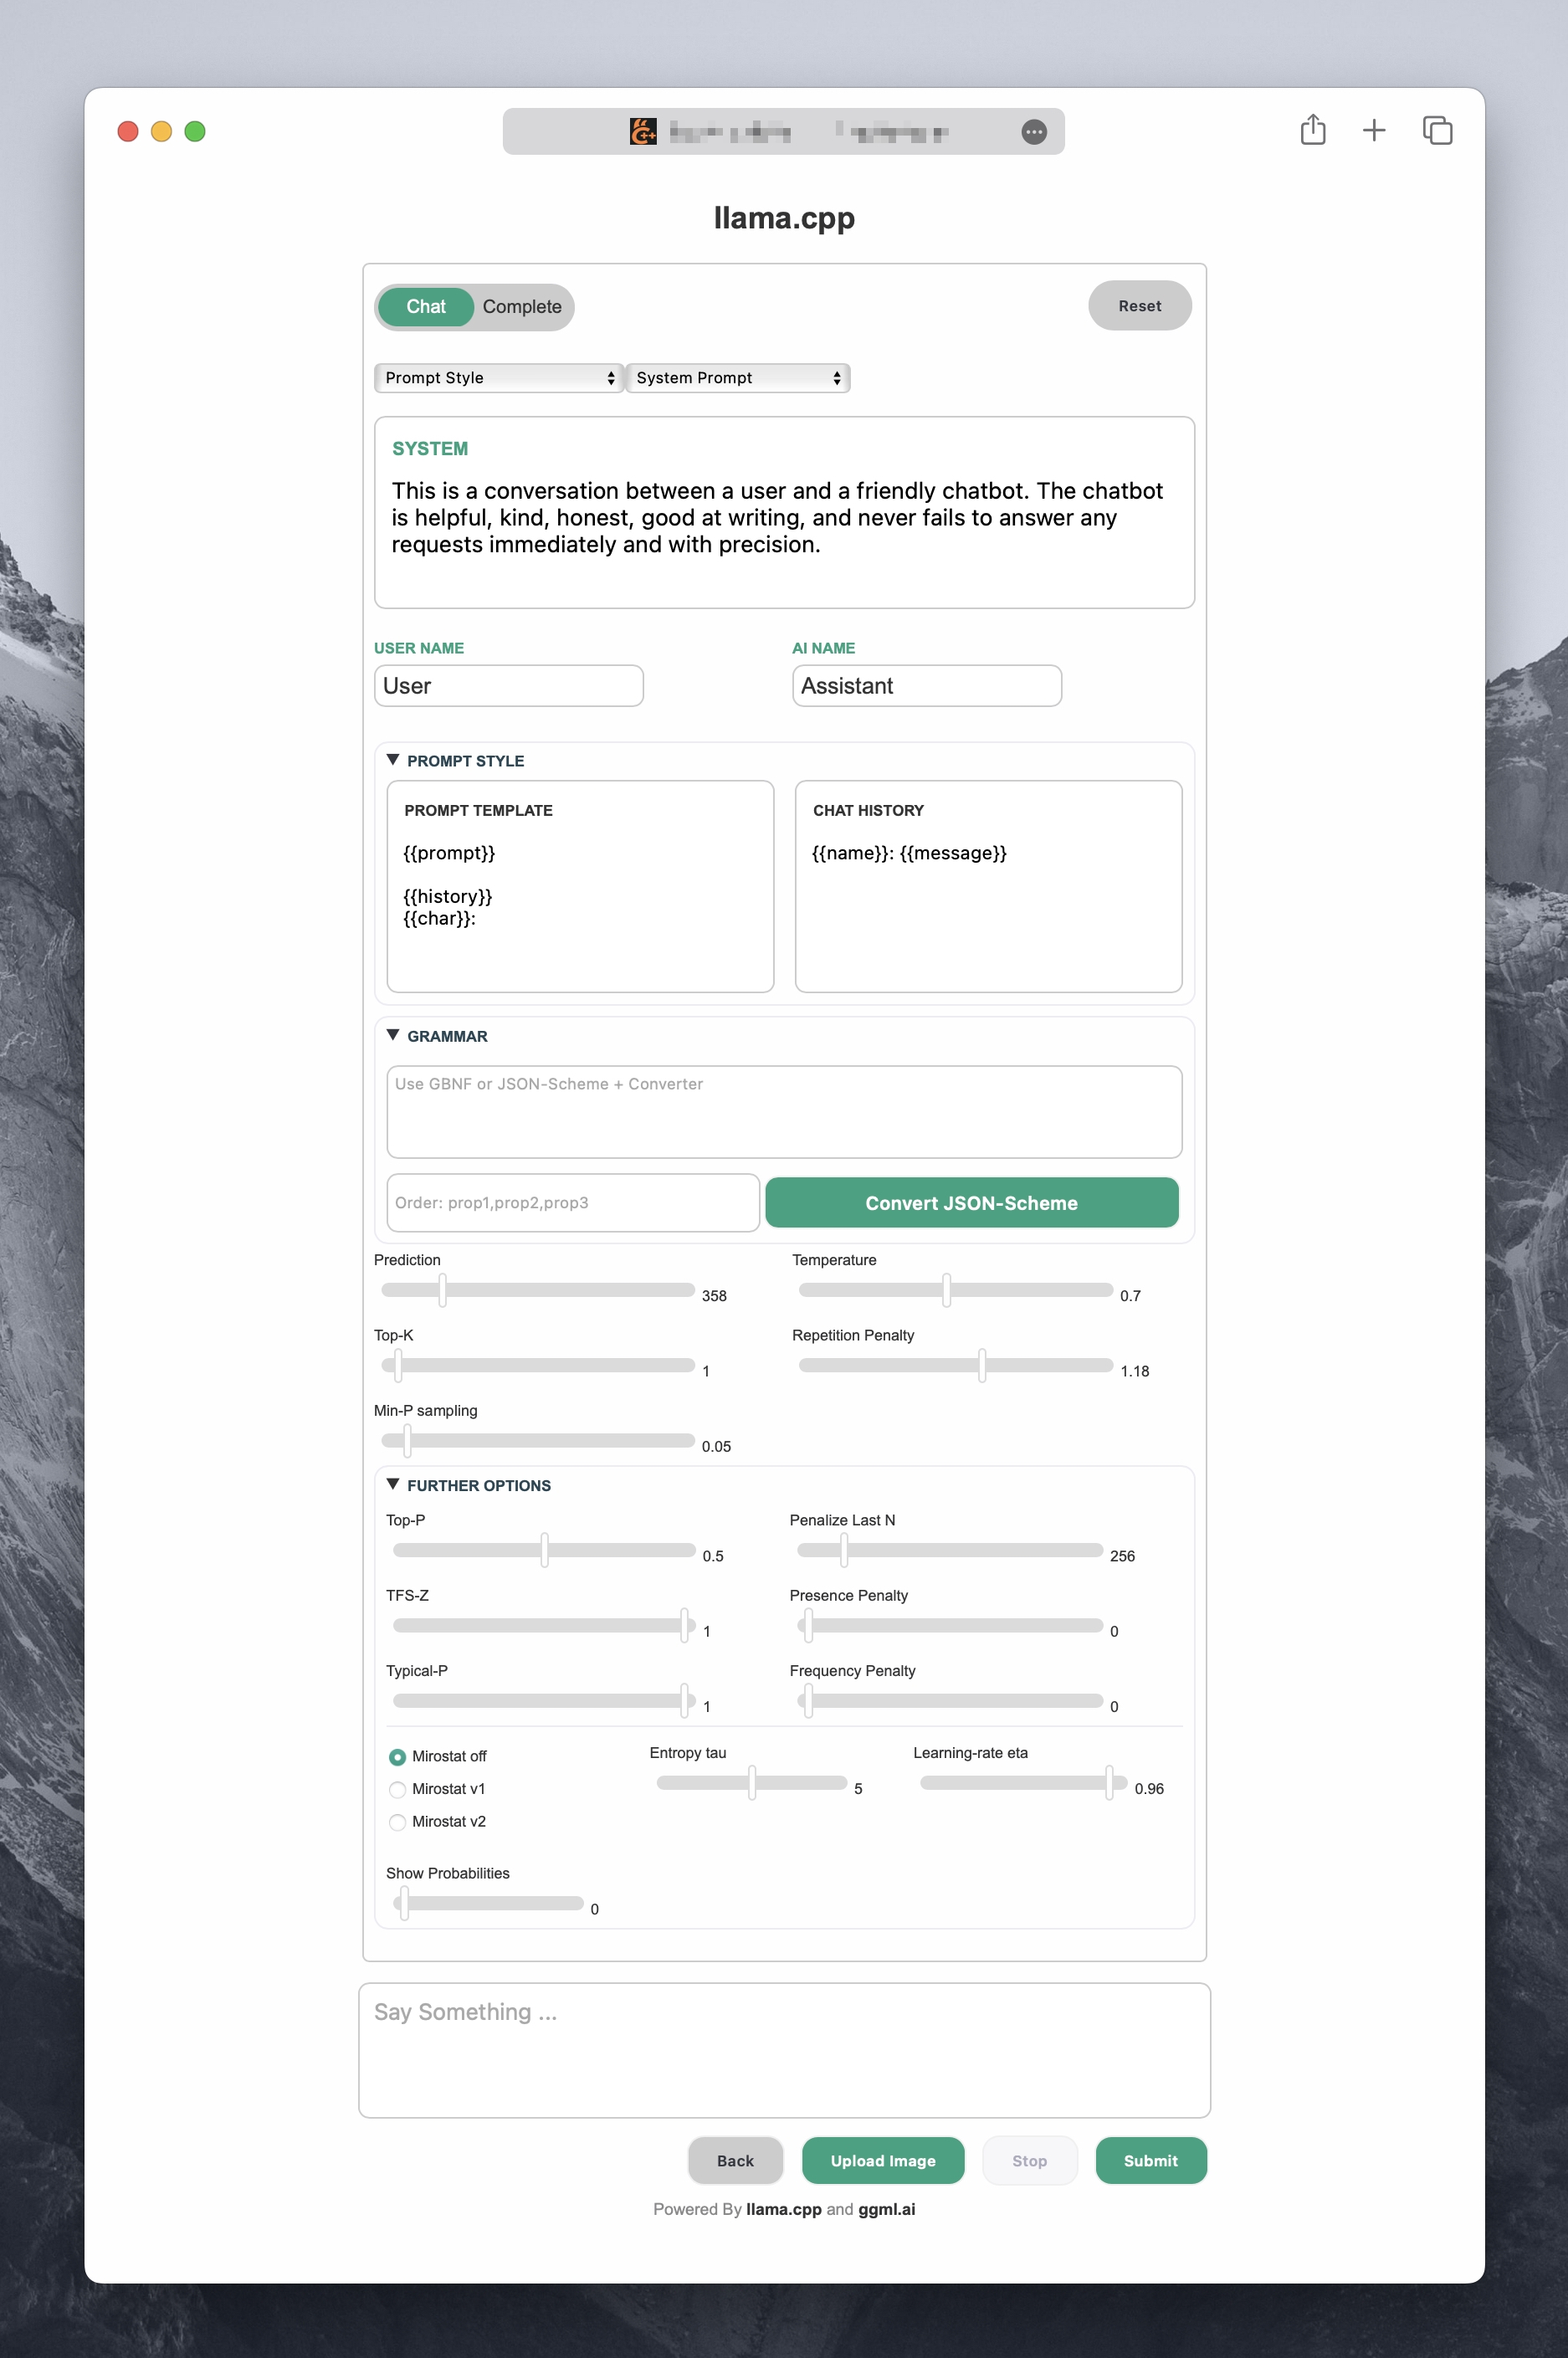 llama.cpp
Chat Complete
Reset
Prompt Style
System Prompt
SYSTEM
This is a conversation between a user and a friendly chatbot. The chatbot
is helpful, kind, honest, good at writing, and never fails to answer any
requests immediately and with precision.
USER NAME
User
AI NAME
Assistant
PROMPT STYLE
PROMPT TEMPLATE
{{prompt}}
{{history}}
{{char}}:
CHAT HISTORY
{{name}}: {{message}}
GRAMMAR
Use GBNF or JSON-Scheme + Converter
Order: prop1,prop2,prop3
Convert JSON-Scheme
Prediction
358
Temperature
0.7
Top-K
1
Repetition Penalty
1.18
Min-P sampling
0.05
FURTHER OPTIONS
Top-P
0.5
Penalize Last N
256
TFS-Z
1
Presence Penalty
0
Typical-P
1
Frequency Penalty
0
Mirostat off
Mirostat v1
Mirostat v2
Entropy tau
5
Learning-rate eta
0.96
Show Probabilities
0
Say Something ...
Back
Upload Image
Stop
Submit
Powered By llama.cpp and ggml.ai